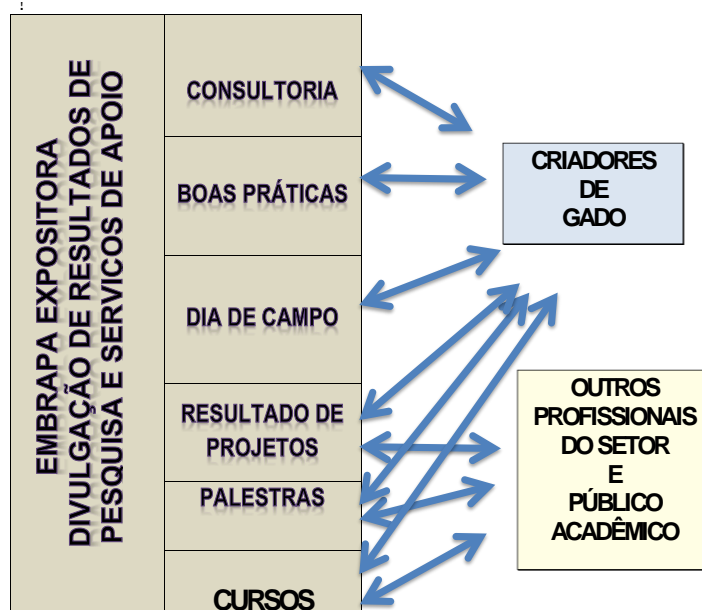 !
EMBRAPA EXPOSITORA
DIVULGAÇÃO DE RESULTADOS DE
PESQUISA E SERVICOS DE APOIO
CONSULTORIA
BOAS PRÁTICAS
DIA DE CAMPO
RESULTADO DE
PROJETOS
PALESTRAS
CURSOS
CRIADORES
DE
GADO
OUTROS
PROFISSIONAIS
DO SETOR
E
PÚBLICO
ACADÊMICO